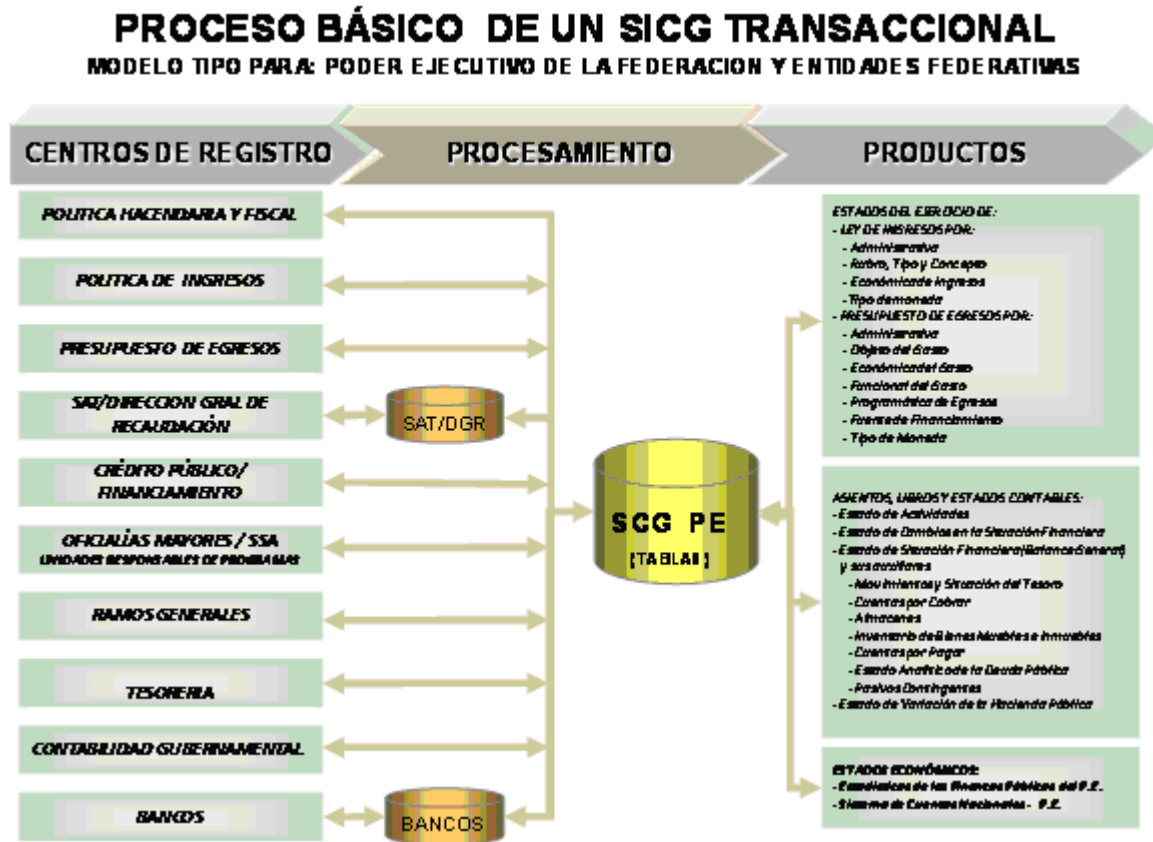 PROCESO BÁSICO DE UN SICG TRANSACCIONAL
MODELO TIPO PARA: PODER EJECUTIVO DE LA FEDERACION Y ENTIDADES FEDERATIVAS
CENTROS DE REGISTRO
PROCESAMIENTO
PRODUCTOS
POLITICA HACENDARIA Y FISCAL
POLITICA DE INGRESOS
PRESUPUESTO DE EGRESOS
SAT/DIRECCION GRAL DE
RECAUDACIÓN
CRÉDITO PÚBLICO/
FINANCIAMIENTO
OFICIALÍAS MAYORES / SSA
UNIDADES RESPONSABLES DE PROGRAMAS
RAMOS GENERALES
TESORERIA
CONTABILIDAD GUBERNAMENTAL
BANCOS
SAT/DGR
BANCOS
SCG PE
(TABLAS)
ESTADOS DEL EJERCICIO DE:
- LEY DE INGRESOS POR:
- Administrativa
- Rubro, Tipo y Concepto
- Económica de Ingresos
- Tipo de moneda
- PRESUPUESTO DE EGRESOS POR:
- Administrativa
- Objeto del Gasto
- Económica del Gasto
- Funcional del Gasto
- Programática de Egresos
- Fuente de Financiamiento
- Tipo de Moneda
ASIENTOS, LIBROS Y ESTADOS CONTABLES:
- Estado de Actividades
- Estado de Cambios en la Situación Financiera
- Estado de Situación Financiera (Balance General)
y sus auxiliares
- Movimientos y Situación del Tesoro
- Cuentas por Cobrar
- Almacenes
- Inventario de Bienes Muebles e Inmuebles
- Cuentas por Pagar
- Estado Analítico de la Deuda Pública
- Pasivos Contingentes
- Estado de Variación de la Hacienda Pública
ESTADOS ECONÓMICOS:
- Estadísticas de las Finanzas Públicas del P.E.
- Sistema de Cuentas Nacionales - P.E.